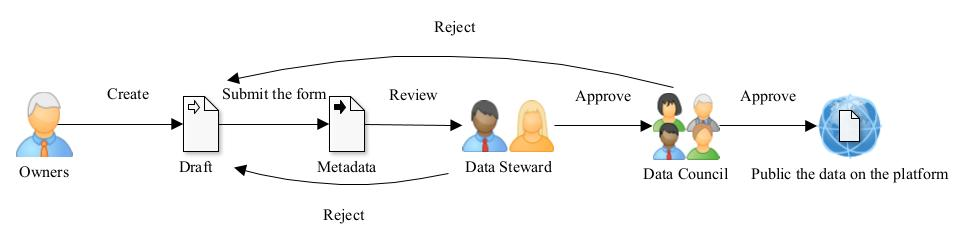 Reject
Create
Submit the form
Review
Approve
Approve
Owners
Draft
Metadata
Data Steward
Data Council
Public the data on the platform
Reject